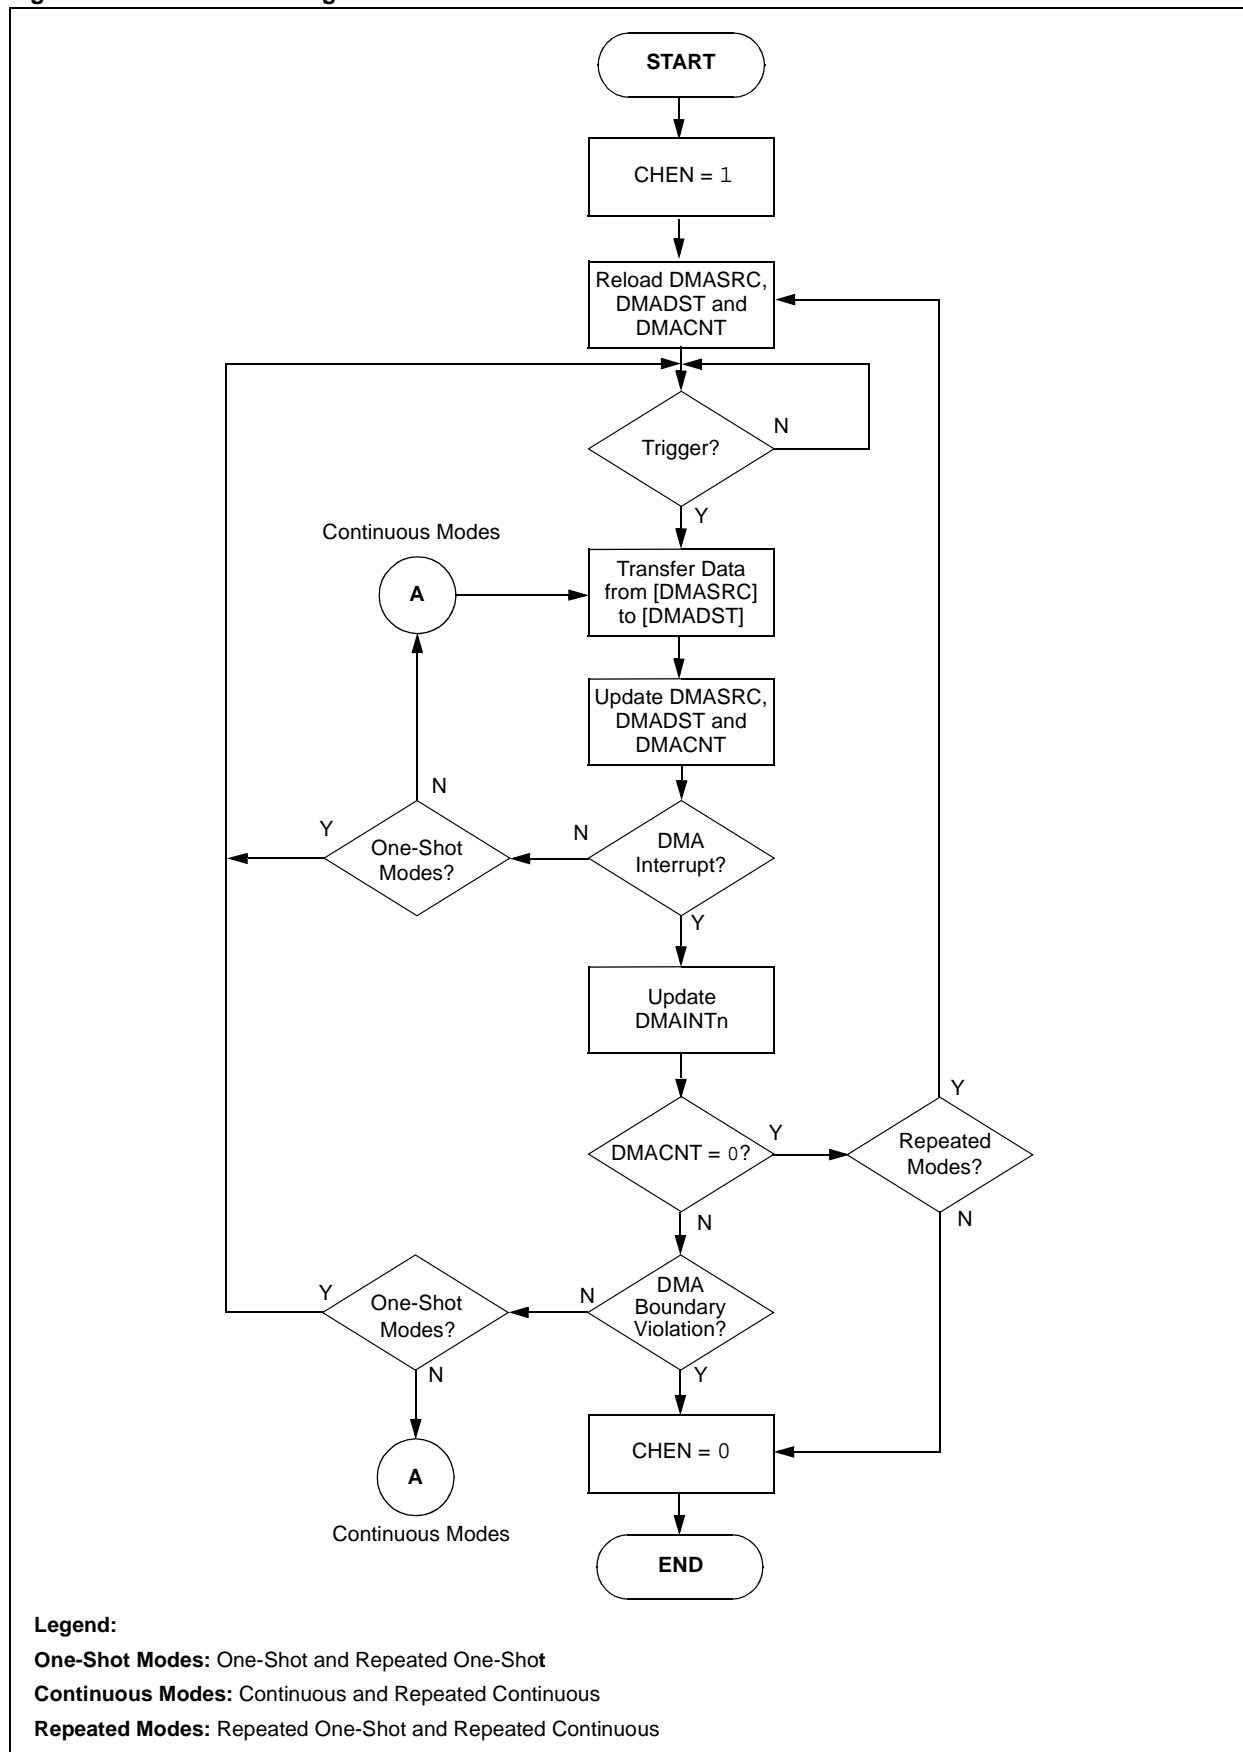 START
CHEN = 1
Reload DMASRC,
DMADST and
DMACNT
N
Trigger?
Y
Continuous Modes
A
Transfer Data
from [DMASRC]
to [DMADST]
Update DMASRC,
DMADST and
DMACNT
N
Y
One-Shot
Modes?
N
DMA
Interrupt?
Y
Update
DMAINTn
Y
DMACNT = 0?
Y
Repeated
Modes?
N
N
Y
One-Shot
Modes?
N
DMA
Boundary
Violation?
N
Y
CHEN = 0
A
Continuous Modes
END
Legend:
One-Shot Modes: One-Shot and Repeated One-Shot
Continuous Modes: Continuous and Repeated Continuous
Repeated Modes: Repeated One-Shot and Repeated Continuous